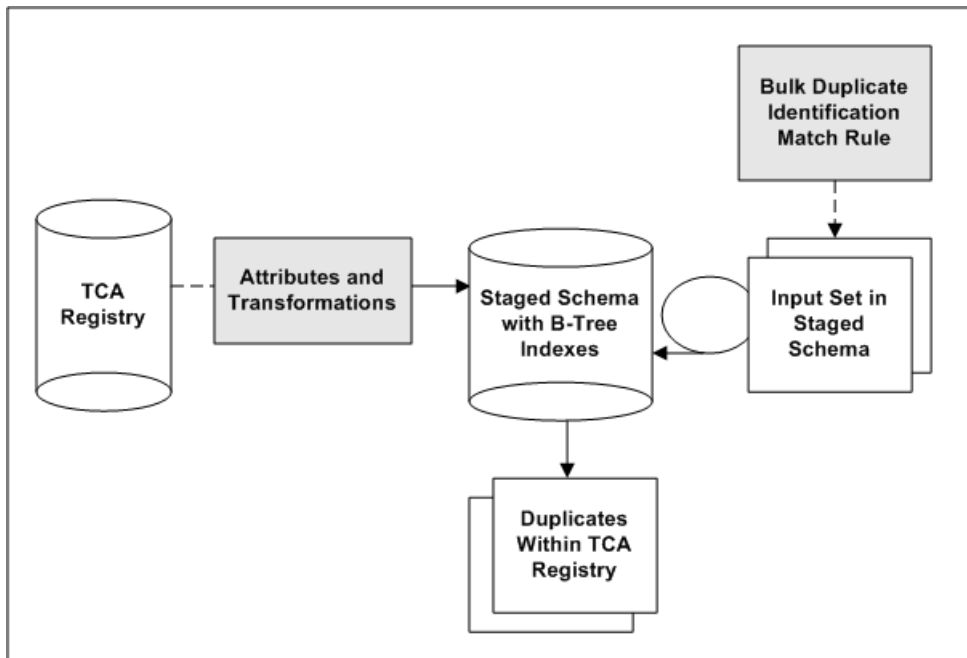 Bulk Duplicate
Identification
Match Rule
TCA
Registry
Attributes and
Transformations
Staged Schema
with B-Tree
Indexes
Input Set in
Staged
Schema
Duplicates
Within TCA
Registry